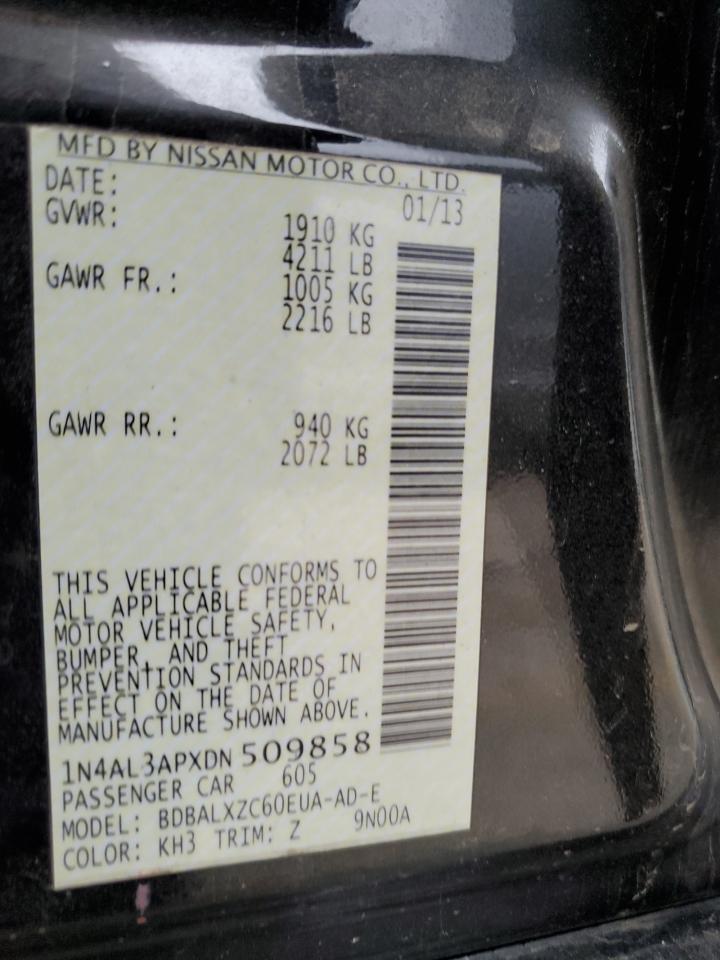 MFD BY NISSAN MOTOR CO., LTD.
DATE: 01/13
GVWR: 1910 KG
4211 LB
GAWR FR.: 1005 KG
2216 LB
GAWR RR.: 940 KG
2072 LB
THIS VEHICLE CONFORMS TO
ALL APPLICABLE FEDERAL
MOTOR VEHICLE SAFETY,
BUMPER, AND THEFT
PREVENTION STANDARDS IN
EFFECT ON THE DATE OF
MANUFACTURE SHOWN ABOVE.
1N4AL3APXDN 509858
PASSENGER CAR 605
MODEL: BDBALXZC60EUA-AD-E
COLOR: KH3 TRIM: Z 9N00A